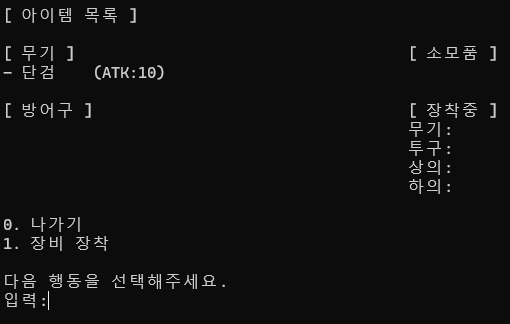 [ 아이템 목록 ]
[ 무기 ] [ 소모품 ]
- 단검 (ATK:10)
[ 방어구 ] [ 장착중 ]
무기:
투구:
상의:
하의:
0. 나가기
1. 장비 장착
다음 행동을 선택해주세요.
입력: